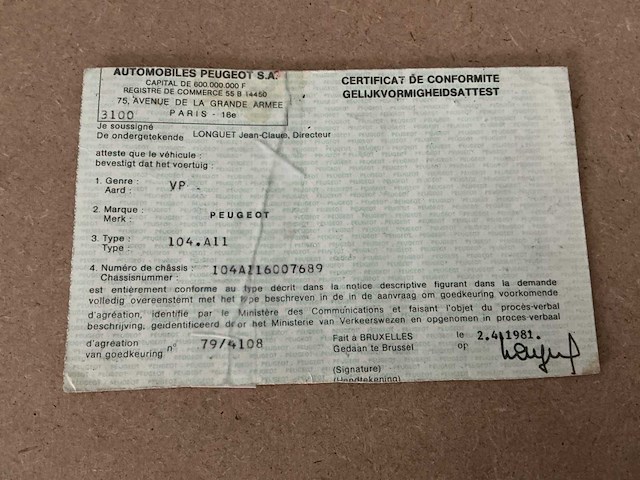 AUTOMOBILES PEUGEOT S.A.
CAPITAL DE 600.000.000 F
REGISTRE DE COMMERCE 55 B 14450
75, AVENUE DE LA GRANDE ARMEE
3100 PARIS - 16e
CERTIFICAT DE CONFORMITE
GELIJKVORMIGHEIDSATTEST
Je soussigné
De ondergetekende LONGUET Jean-Claude, Directeur
atteste que le véhicule :
bevestigt dat het voertuig :
1. Genre :
Aard : VP -
2. Marque :
Merk : PEUGEOT
3. Type :
Type : 104.A11
4. Numéro de châssis : 104A116007689
Chassisnummer :
est entièrement conforme au type décrit dans la notice descriptive figurant dans la demande
volledig overeenstemt met het type beschreven in de in de aanvraag om goedkeuring voorkomende
d'agréation, identifie par le Ministère des Communications et faisant l'objet du procès-verbal
beschrijving, geidentificeerd door het Ministerie van Verkeerswezen en opgenomen in proces-verbaal
d'agreation
van goedkeuring n° 79/4108
Fait à BRUXELLES le 2.4.1981.
Gedaan te Brussel op
(Signature)
(Handtekening)